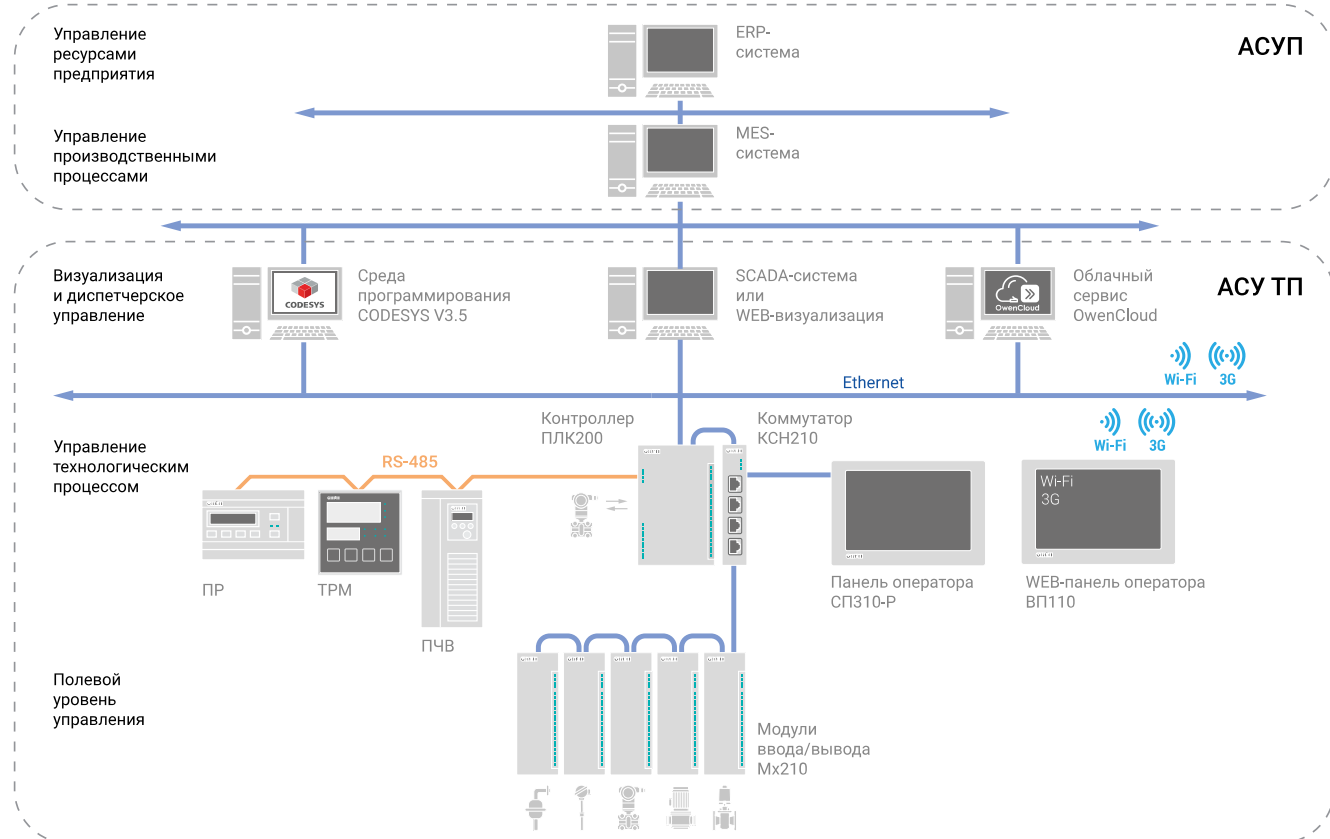 Управление
ресурсами
предприятия
ERP-
система
АСУП
Управление
производственными
процессами
MES-
система
Визуализация
и диспетчерское
управление
CODESYS
Среда
программирования
CODESYS V3.5
SCADA-система
или
WEB-визуализация
OwenCloud
Облачный
сервис
OwenCloud
АСУ ТП
Wi-Fi
3G
Ethernet
Управление
технологическим
процессом
RS-485
Контроллер
ПЛК200
Коммутатор
КСН210
Wi-Fi
3G
Wi-Fi
3G
ПР
ТРМ
ПЧВ
Панель оператора
СП310-Р
WEB-панель оператора
ВП110
Полевой
уровень
управления
Модули
ввода/вывода
Мх210